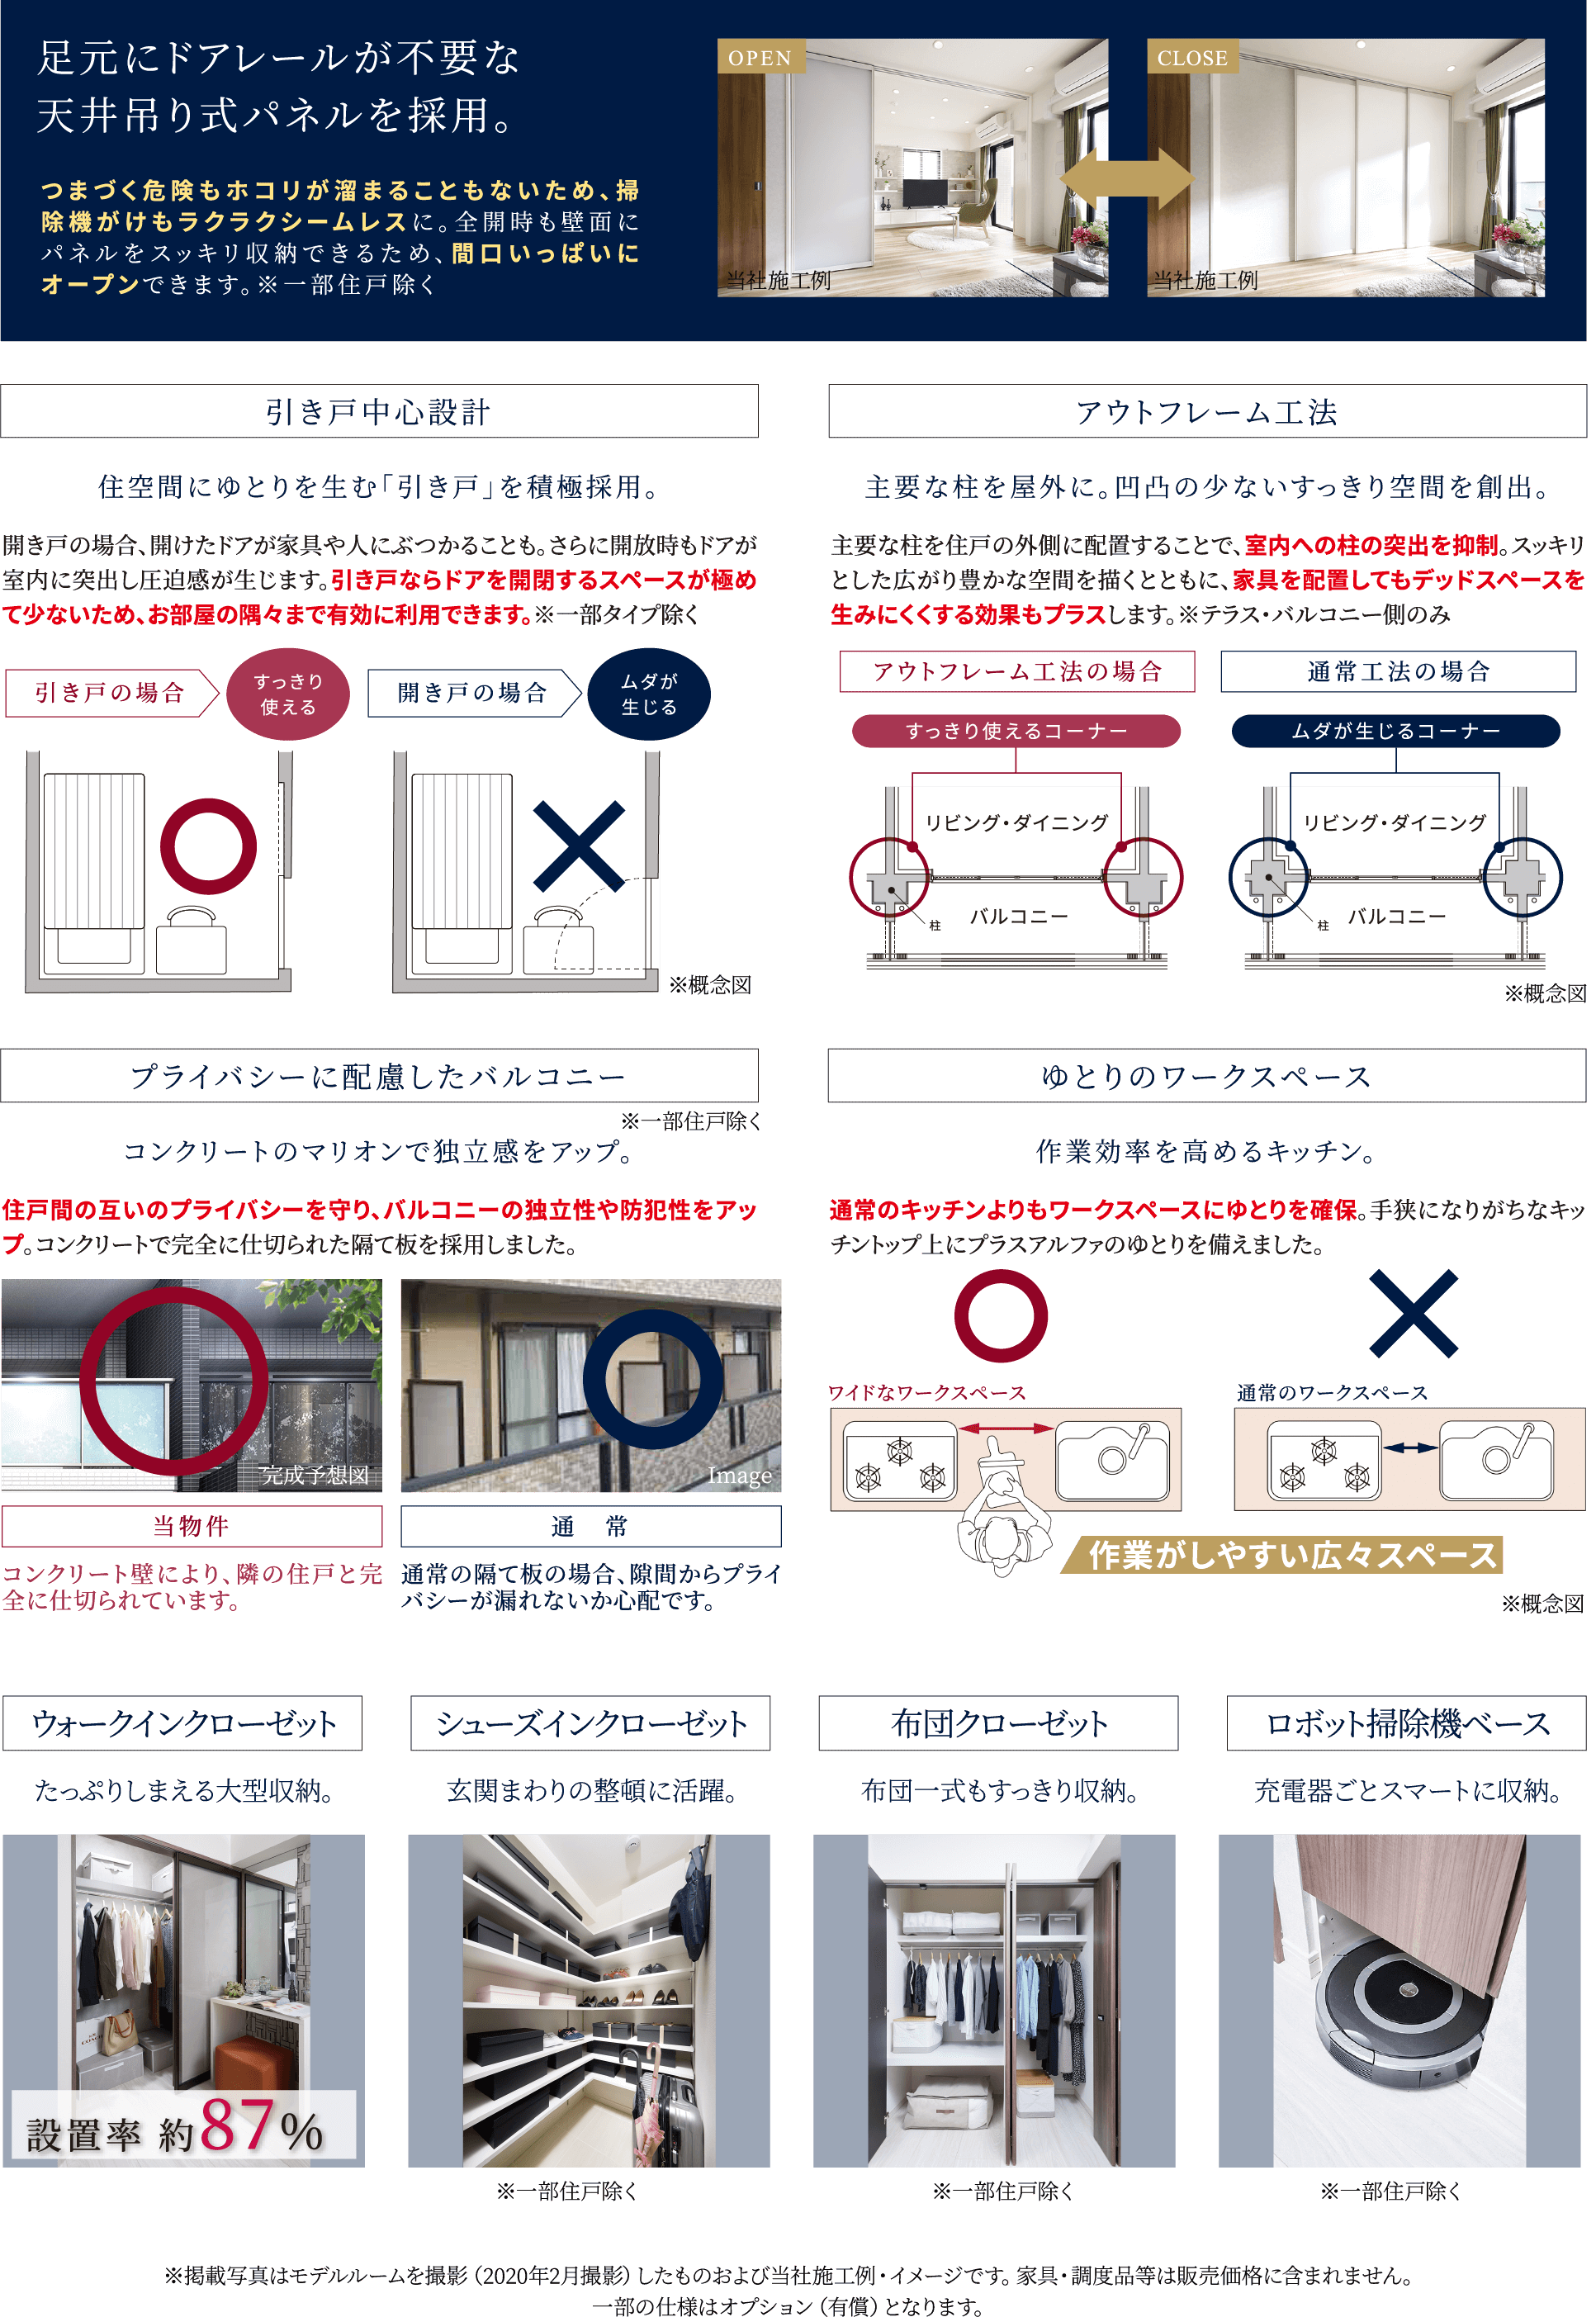 足元にドアレールが不要な
天井吊り式パネルを採用。
つまづく危険もホコリが溜まることもないため、掃
除機がけもラクラクシームレスに。全開時も壁面に
パネルをスッキリ収納できるため、間口いっぱいに
オープンできます。※一部住戸除く
OPEN
当社施工例
CLOSE
当社施工例
引き戸中心設計
住空間にゆとりを生む「引き戸」を積極採用。
開き戸の場合、開けたドアが家具や人にぶつかることも。さらに開放時もドアが
室内に突出し圧迫感が生じます。引き戸ならドアを開閉するスペースが極め
て少ないため、お部屋の隅々まで有効に利用できます。※一部タイプ除く
引き戸の場合
すっきり
使える
開き戸の場合
ムダが
生じる
※概念図
アウトフレーム工法
主要な柱を屋外に。凹凸の少ないすっきり空間を創出。
主要な柱を住戸の外側に配置することで、室内への柱の突出を抑制。スッキリ
とした広がり豊かな空間を描くとともに、家具を配置してもデッドスペースを
生みにくくする効果もプラスします。※テラス・バルコニー側のみ
アウトフレーム工法の場合
すっきり使えるコーナー
リビング・ダイニング
柱
バルコニー
通常工法の場合
ムダが生じるコーナー
リビング・ダイニング
柱
バルコニー
※概念図
プライバシーに配慮したバルコニー
※一部住戸除く
コンクリートのマリオンで独立感をアップ。
住戸間の互いのプライバシーを守り、バルコニーの独立性や防犯性をアッ
プ。コンクリートで完全に仕切られた隔て板を採用しました。
完成予想図
当物件
コンクリート壁により、隣の住戸と完
全に仕切られています。
Image
通　常
通常の隔て板の場合、隙間からプライ
バシーが漏れないか心配です。
ゆとりのワークスペース
作業効率を高めるキッチン。
通常のキッチンよりもワークスペースにゆとりを確保。手狭になりがちなキッ
チントップ上にプラスアルファのゆとりを備えました。
ワイドなワークスペース
通常のワークスペース
作業がしやすい広々スペース
※概念図
ウォークインクローゼット
たっぷりしまえる大型収納。
設置率 約87%
シューズインクローゼット
玄関まわりの整頓に活躍。
※一部住戸除く
布団クローゼット
布団一式もすっきり収納。
※一部住戸除く
ロボット掃除機ベース
充電器ごとスマートに収納。
※一部住戸除く
※掲載写真はモデルルームを撮影（2020年2月撮影）したものおよび当社施工例・イメージです。家具・調度品等は販売価格に含まれません。
一部の仕様はオプション（有償）となります。